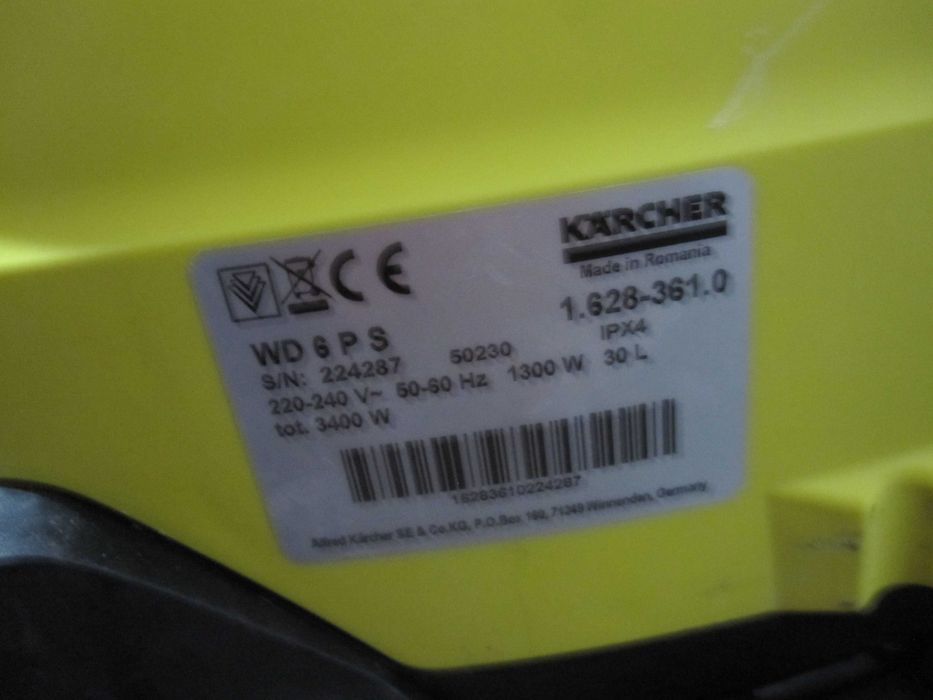 KÄRCHER
Made in Romania
WD 6 P S
1.628-361.0
S/N: 224287 50230 IPX4
220-240 V~ 50-60 Hz 1300 W 30 L
tot. 3400 W
16283610224287
Alfred Kärcher SE & Co.KG, P.O.Box 160, 71349 Winnenden, Germany